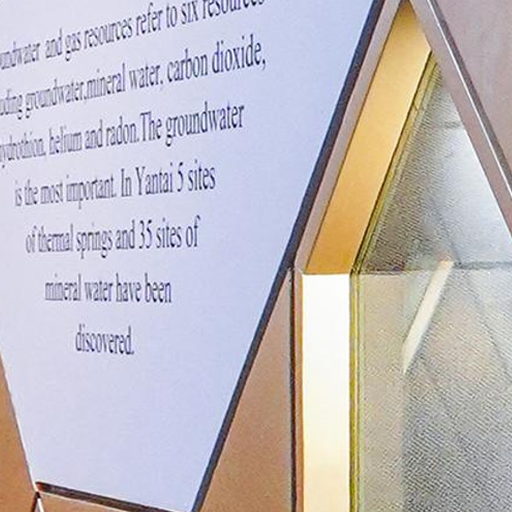 undwater and gas resources refer to six resources
uding groundwater,mineral water, carbon dioxide,
hydrothion, helium and radon.The groundwater
is the most important. In Yantai 5 sites
of thermal springs and 35 sites of
mineral water have been
discovered.